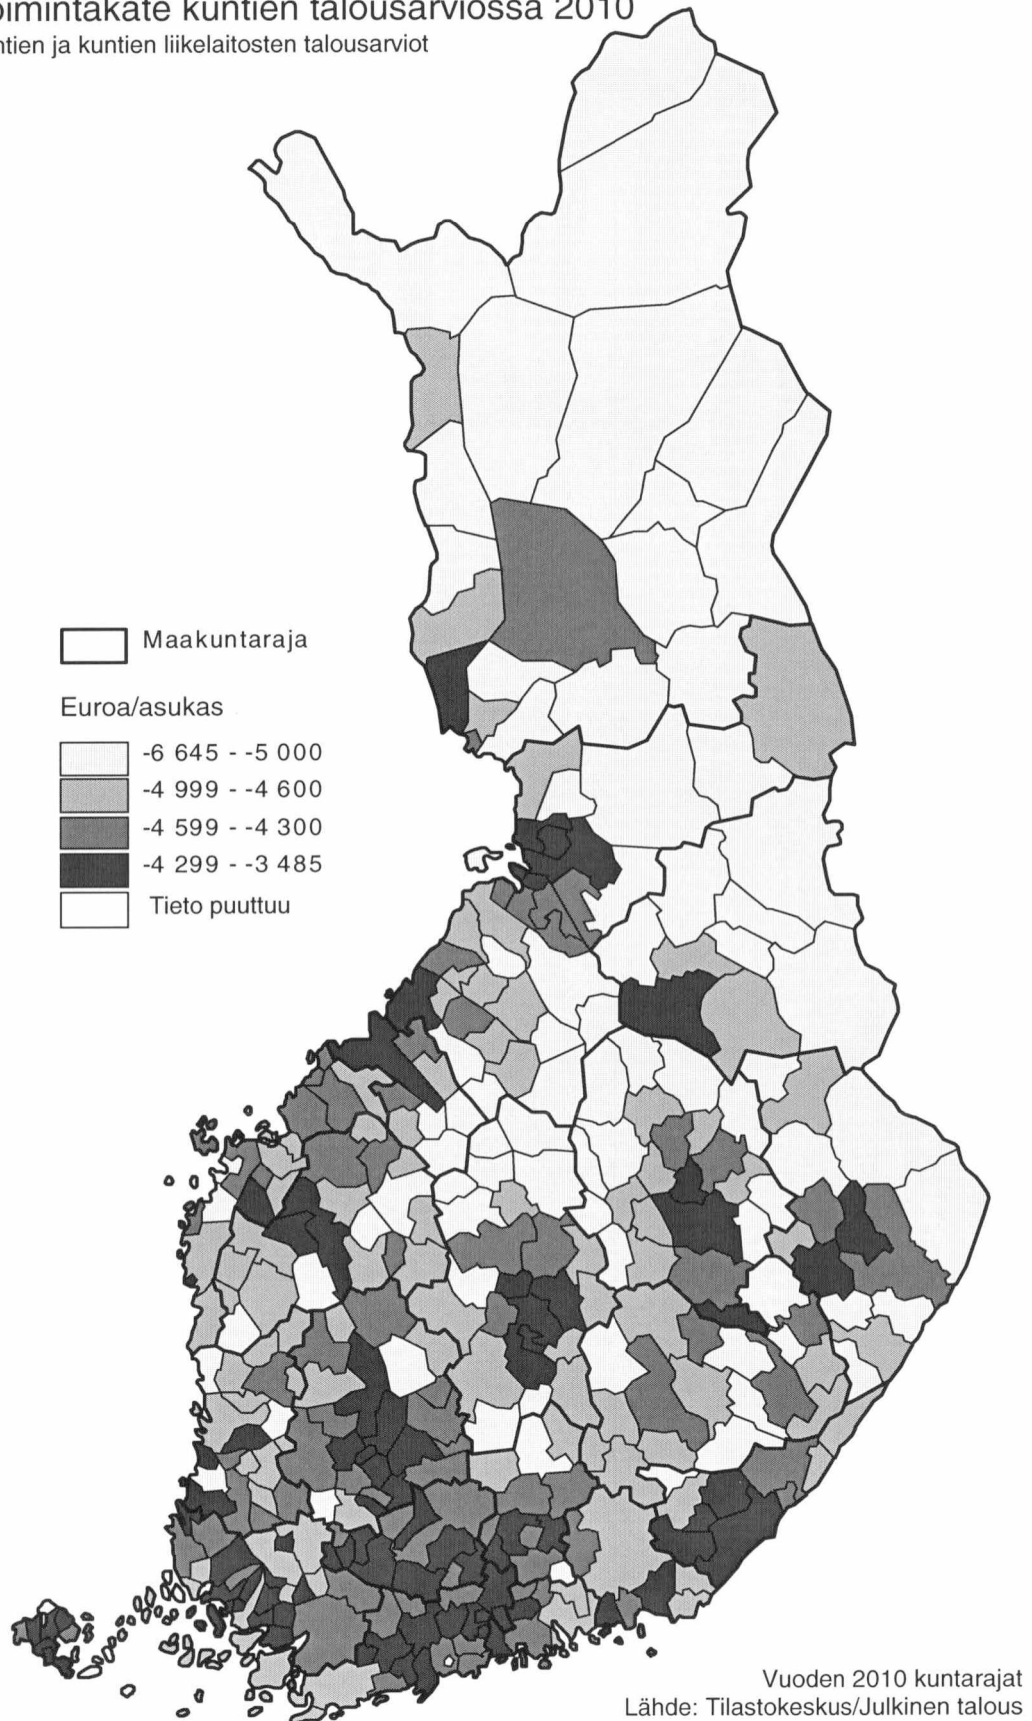 oimintakate kuntien talousarviossa 2010
ntien ja kuntien liikelaitosten talousarviot
Maakuntaraja
Euroa/asukas
-6 645 - -5 000
-4 999 - -4 600
-4 599 - -4 300
-4 299 - -3 485
Tieto puuttuu
Vuoden 2010 kuntarajat
Lähde: Tilastokeskus/Julkinen talous